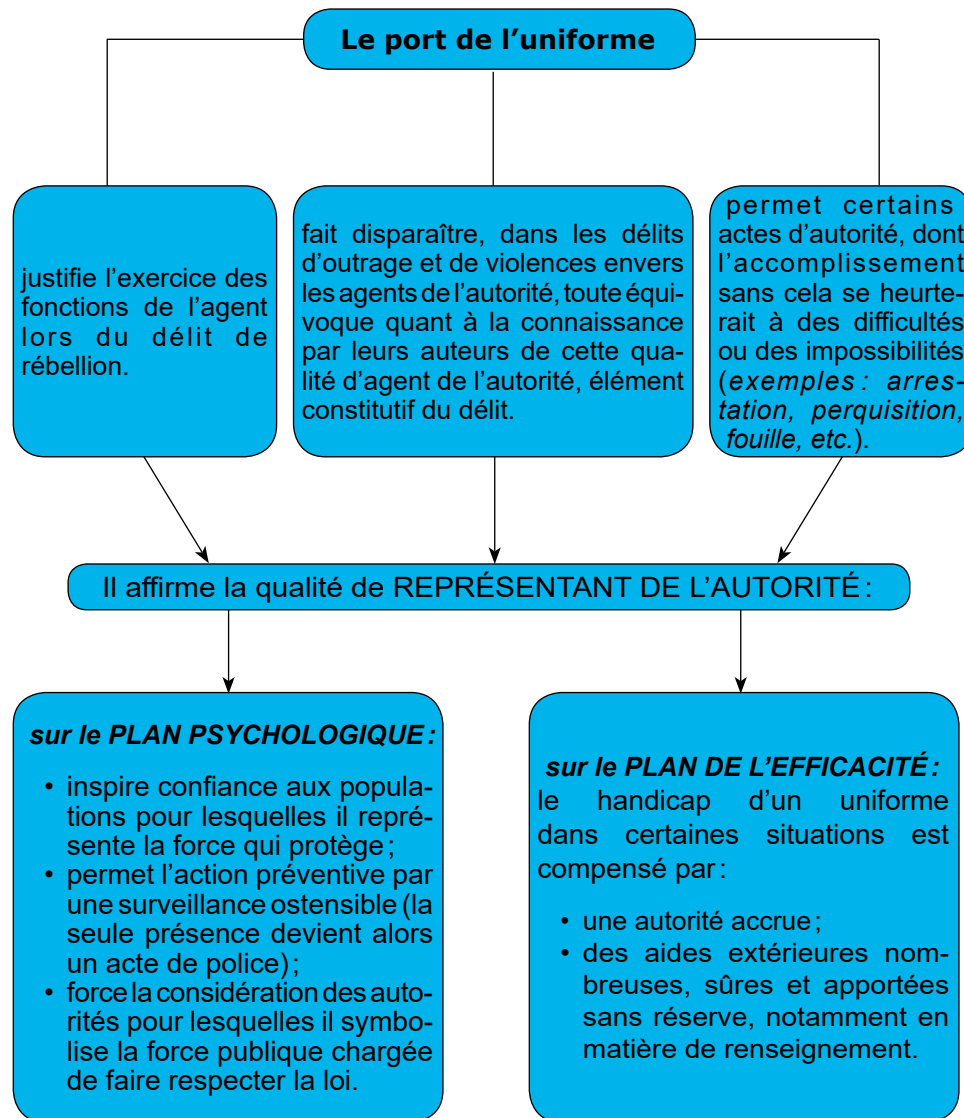 Le port de l’uniforme
justifie l’exercice des
fonctions de l’agent
lors du délit de
rébellion.
fait disparaître, dans les délits
d’outrage et de violences envers
les agents de l’autorité, toute équi-
voque quant à la connaissance
par leurs auteurs de cette qua-
lité d’agent de l’autorité, élément
constitutif du délit.
permet certains
actes d’autorité, dont
l’accomplissement
sans cela se heurte-
rait à des difficultés
ou des impossibilités
(exemples : arres-
tation, perquisition,
fouille, etc.).
Il affirme la qualité de REPRÉSENTANT DE L’AUTORITÉ :
sur le PLAN PSYCHOLOGIQUE :
• inspire confiance aux popula-
tions pour lesquelles il repré-
sente la force qui protège ;
• permet l’action préventive par
une surveillance ostensible (la
seule présence devient alors
un acte de police) ;
• force la considération des auto-
rités pour lesquelles il symbo-
lise la force publique chargée
de faire respecter la loi.
sur le PLAN DE L’EFFICACITÉ :
le handicap d’un uniforme
dans certaines situations est
compensé par :
• une autorité accrue ;
• des aides extérieures nom-
breuses, sûres et apportées
sans réserve, notamment en
matière de renseignement.